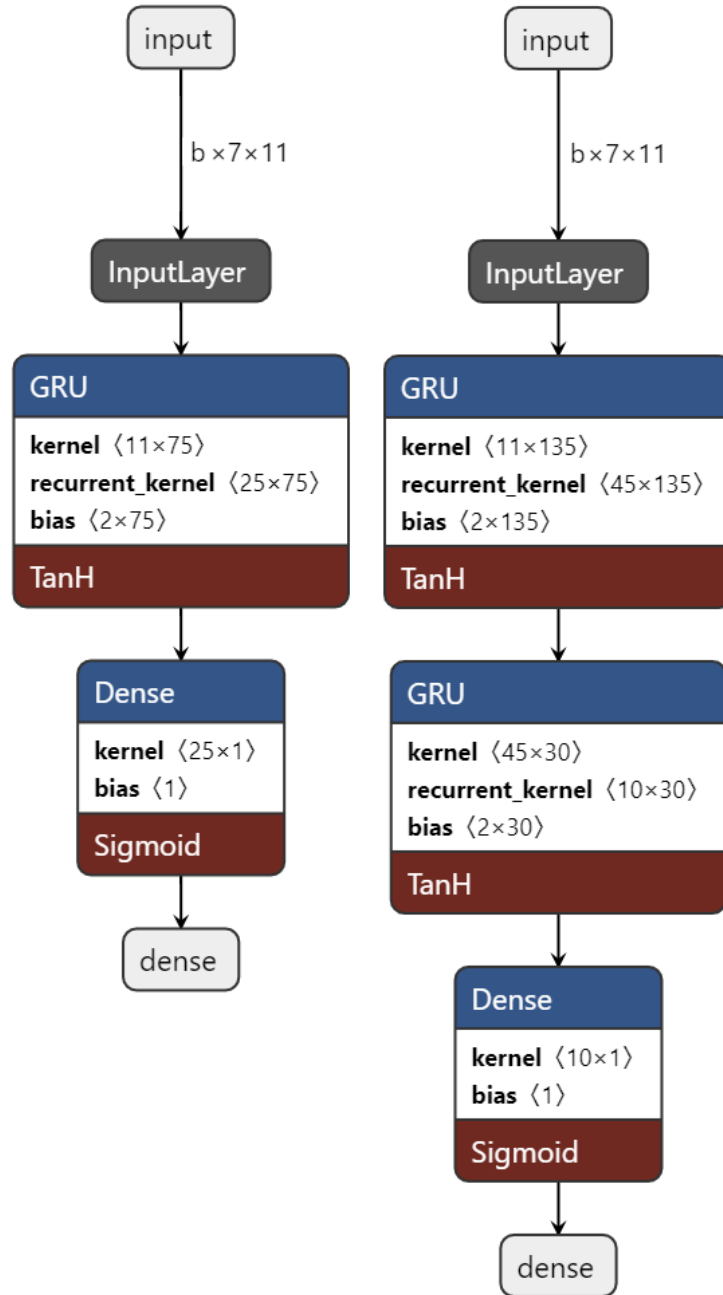 input
b×7×11
InputLayer
GRU
kernel 〈11×75〉
recurrent_kernel 〈25×75〉
bias 〈2×75〉
TanH
Dense
kernel 〈25×1〉
bias 〈1〉
Sigmoid
dense
input
b×7×11
InputLayer
GRU
kernel 〈11×135〉
recurrent_kernel 〈45×135〉
bias 〈2×135〉
TanH
GRU
kernel 〈45×30〉
recurrent_kernel 〈10×30〉
bias 〈2×30〉
TanH
Dense
kernel 〈10×1〉
bias 〈1〉
Sigmoid
dense